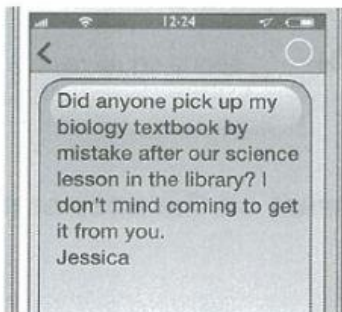 12:24
Did anyone pick up my
biology textbook by
mistake after our science
lesson in the library? I
don't mind coming to get
it from you.
Jessica